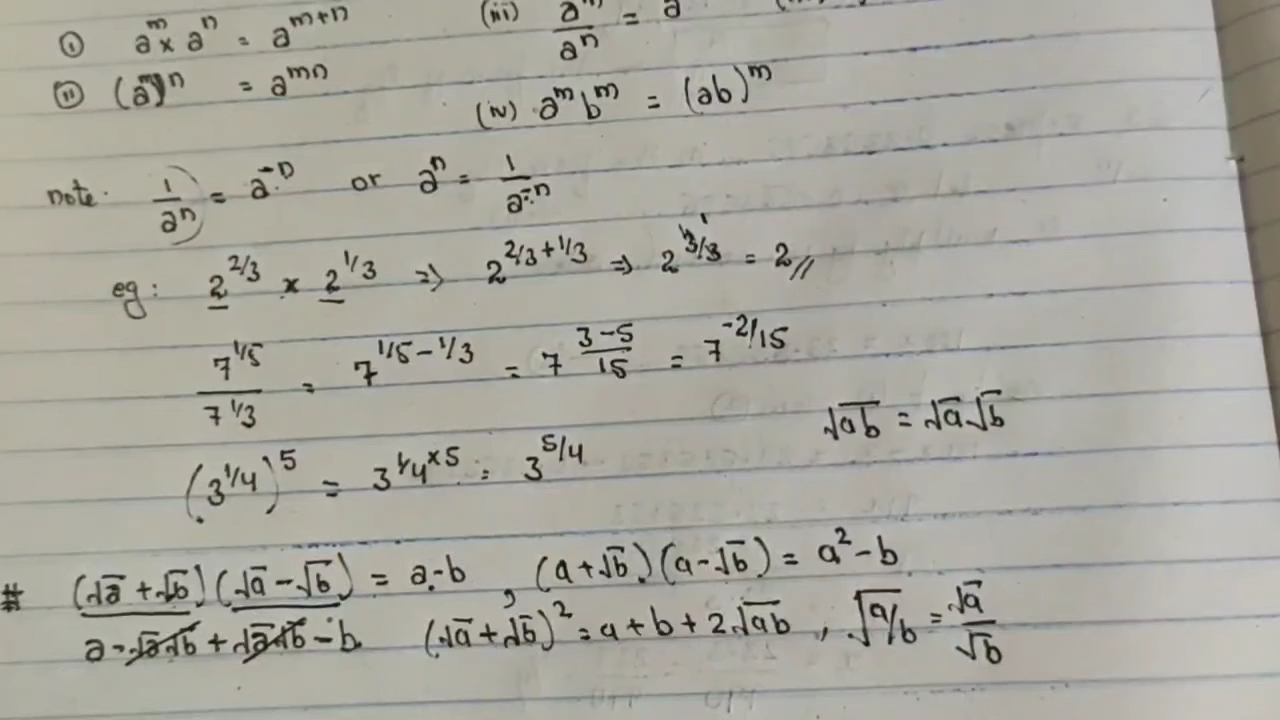 (i) a^m × a^n = a^(m+n) (iii) a^m/a^n = a
(ii) (a^m)^n = a^(mn) (iv) a^m b^m = (ab)^m
note. 1/a^n = a^-n or a^n = 1/a^-n
eg: 2^(2/3) × 2^(1/3) ⇒ 2^(2/3+1/3) ⇒ 2^(3/3) = 2//
7^(1/5)/7^(1/3) = 7^(1/5-1/3) = 7^((3-5)/15) = 7^(-2/15)
√ab = √a√b
(3^(1/4))^5 = 3^(1/4×5) = 3^(5/4)
# (√a + √b)(√a - √b) = a-b , (a+√b)(a-√b) = a² - b
a-√a√b + √a√b - b (√a + √b)² = a + b + 2√ab , √a/b = √a/√b